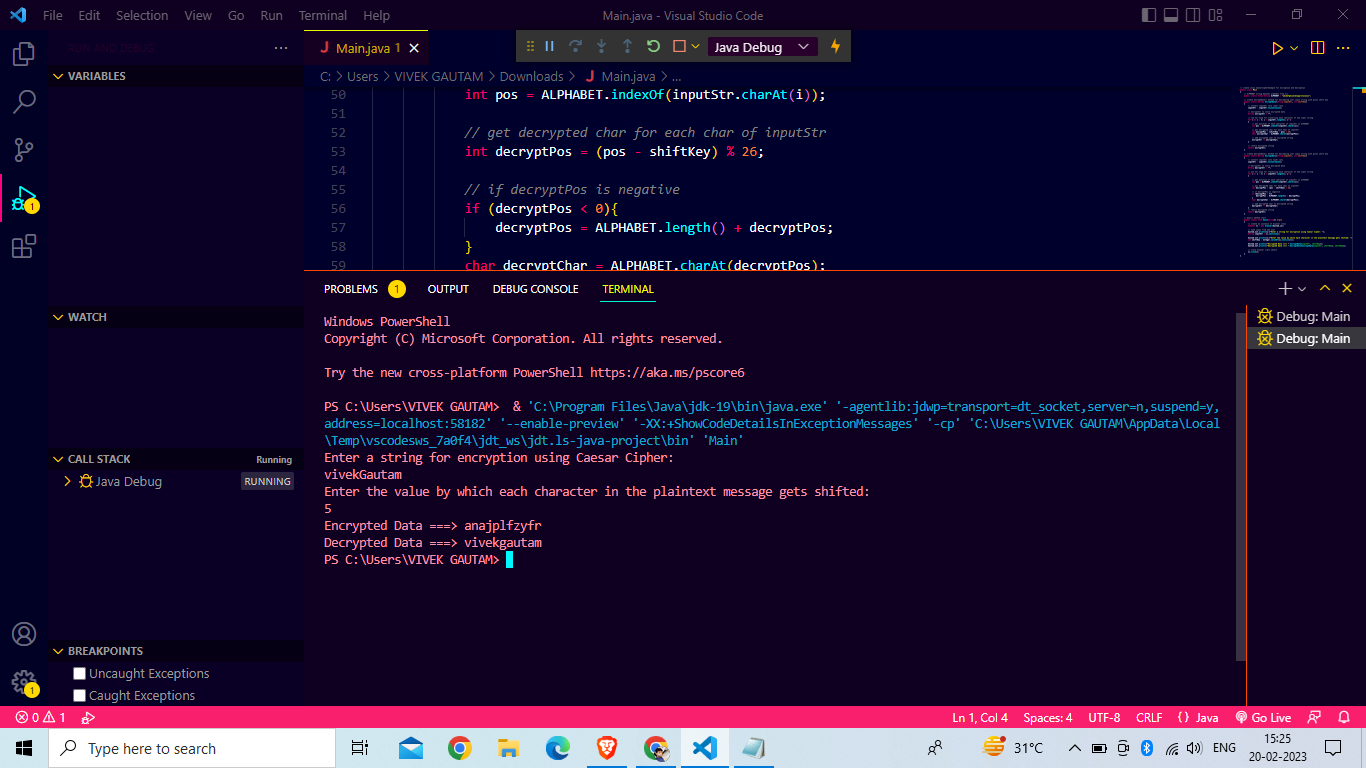 File Edit Selection View Go Run Terminal Help
Main.java - Visual Studio Code
RUN AND DEBUG
VARIABLES
WATCH
CALL STACK Running
Java Debug RUNNING
BREAKPOINTS
Uncaught Exceptions
Caught Exceptions
1
1
J Main.java 1
Java Debug
C: > Users > VIVEK GAUTAM > Downloads > J Main.java > ...
50 int pos = ALPHABET.indexOf(inputStr.charAt(i));
51
52 // get decrypted char for each char of inputStr
53 int decryptPos = (pos - shiftKey) % 26;
54
55 // if decryptPos is negative
56 if (decryptPos < 0){
57 decryptPos = ALPHABET.length() + decryptPos;
58 }
59 char decryptChar = ALPHABET.charAt(decryptPos);
PROBLEMS 1 OUTPUT DEBUG CONSOLE TERMINAL
Windows PowerShell
Copyright (C) Microsoft Corporation. All rights reserved.
Try the new cross-platform PowerShell https://aka.ms/pscore6
PS C:\Users\VIVEK GAUTAM>  & 'C:\Program Files\Java\jdk-19\bin\java.exe' '-agentlib:jdwp=transport=dt_socket,server=n,suspend=y,
address=localhost:58182' '--enable-preview' '-XX:+ShowCodeDetailsInExceptionMessages' '-cp' 'C:\Users\VIVEK GAUTAM\AppData\Local
\Temp\vscodesws_7a0f4\jdt_ws\jdt.ls-java-project\bin' 'Main'
Enter a string for encryption using Caesar Cipher:
vivekGautam
Enter the value by which each character in the plaintext message gets shifted:
5
Encrypted Data ===> anajplfzyfr
Decrypted Data ===> vivekgautam
PS C:\Users\VIVEK GAUTAM>
Debug: Main
Debug: Main
0 1
Ln 1, Col 4 Spaces: 4 UTF-8 CRLF {} Java Go Live
Type here to search
31°C
ENG
15:25
20-02-2023